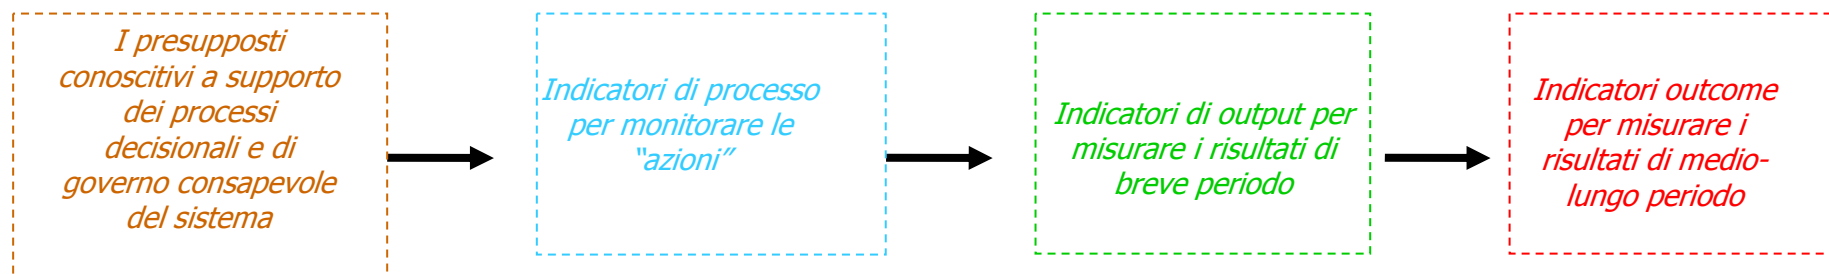 I presupposti
conoscitivi a supporto
dei processi
decisionali e di
governo consapevole
del sistema
Indicatori di processo
per monitorare le
“azioni”
Indicatori di output per
misurare i risultati di
breve periodo
Indicatori outcome
per misurare i
risultati di medio-
lungo periodo